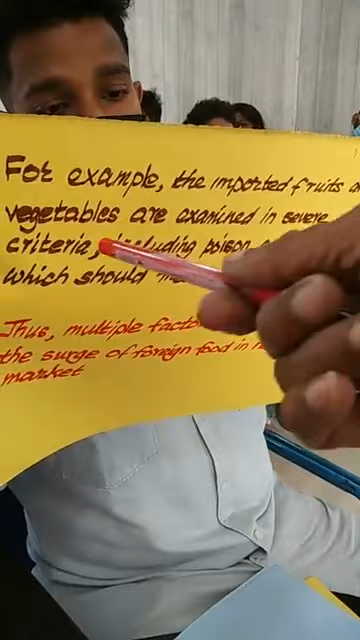 For example, the imported fruits
vegetables are examined in severe
criteria, including poison
which should
Thus, multiple
the surge of foreign food in
market